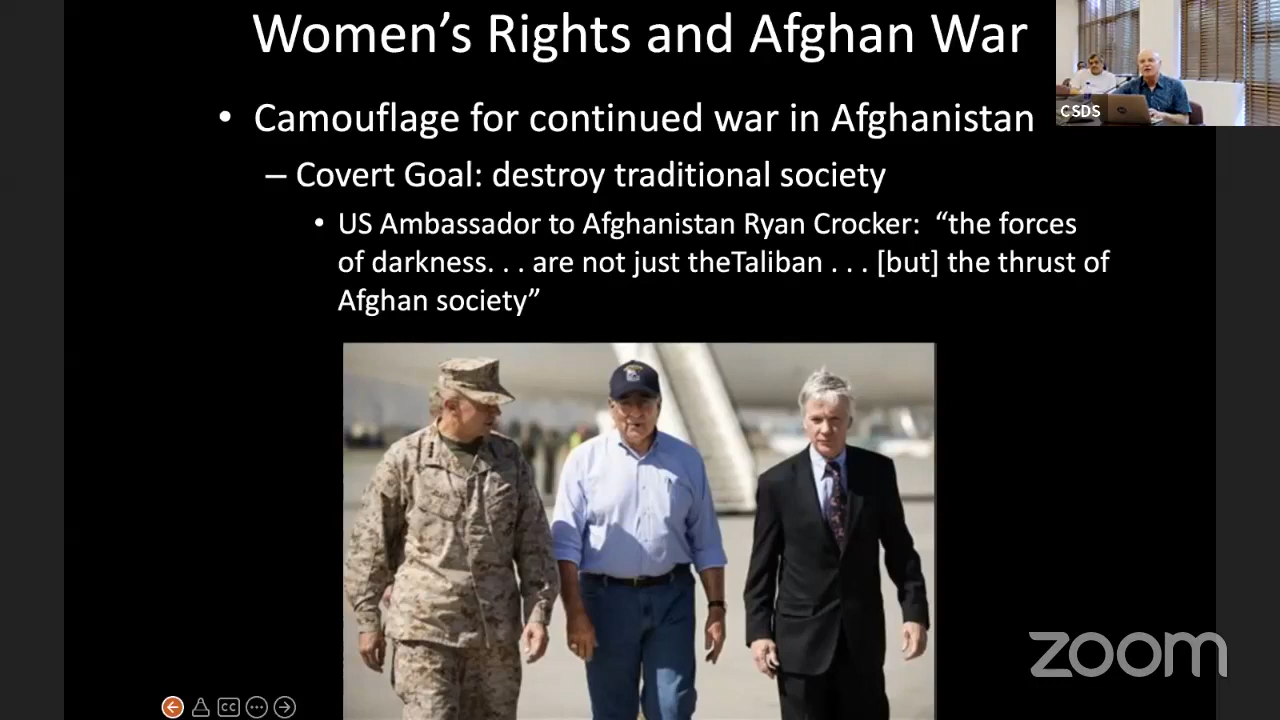 Women's Rights and Afghan War
• Camouflage for continued war in Afghanistan
– Covert Goal: destroy traditional society
• US Ambassador to Afghanistan Ryan Crocker: “the forces
of darkness. . . are not just theTaliban . . . [but] the thrust of
Afghan society”
CSDS
zoom
CC